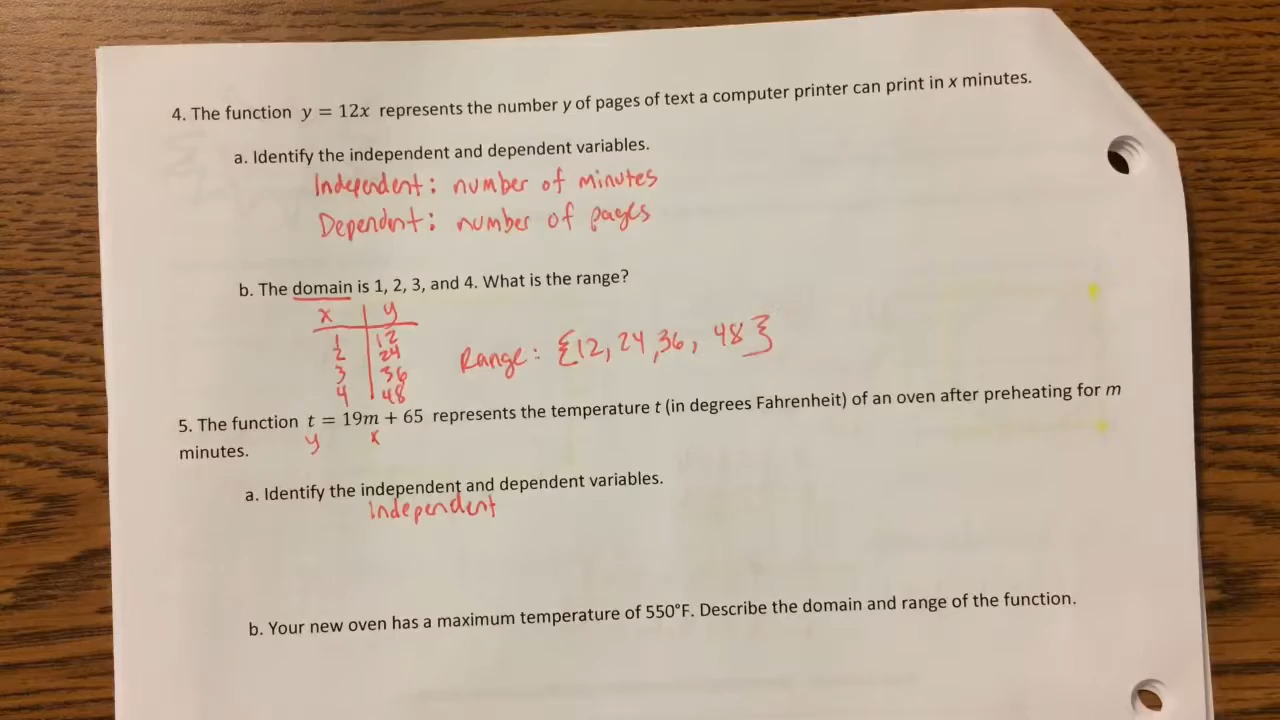 4. The function y = 12x represents the number y of pages of text a computer printer can print in x minutes.
a. Identify the independent and dependent variables.
Independent: number of minutes
Dependent: number of pages
b. The domain is 1, 2, 3, and 4. What is the range?
x y
1 12
2 24
3 36
4 48
Range: {12, 24, 36, 48}
5. The function t = 19m + 65 represents the temperature t (in degrees Fahrenheit) of an oven after preheating for m
y x
minutes.
a. Identify the independent and dependent variables.
Independent
b. Your new oven has a maximum temperature of 550°F. Describe the domain and range of the function.